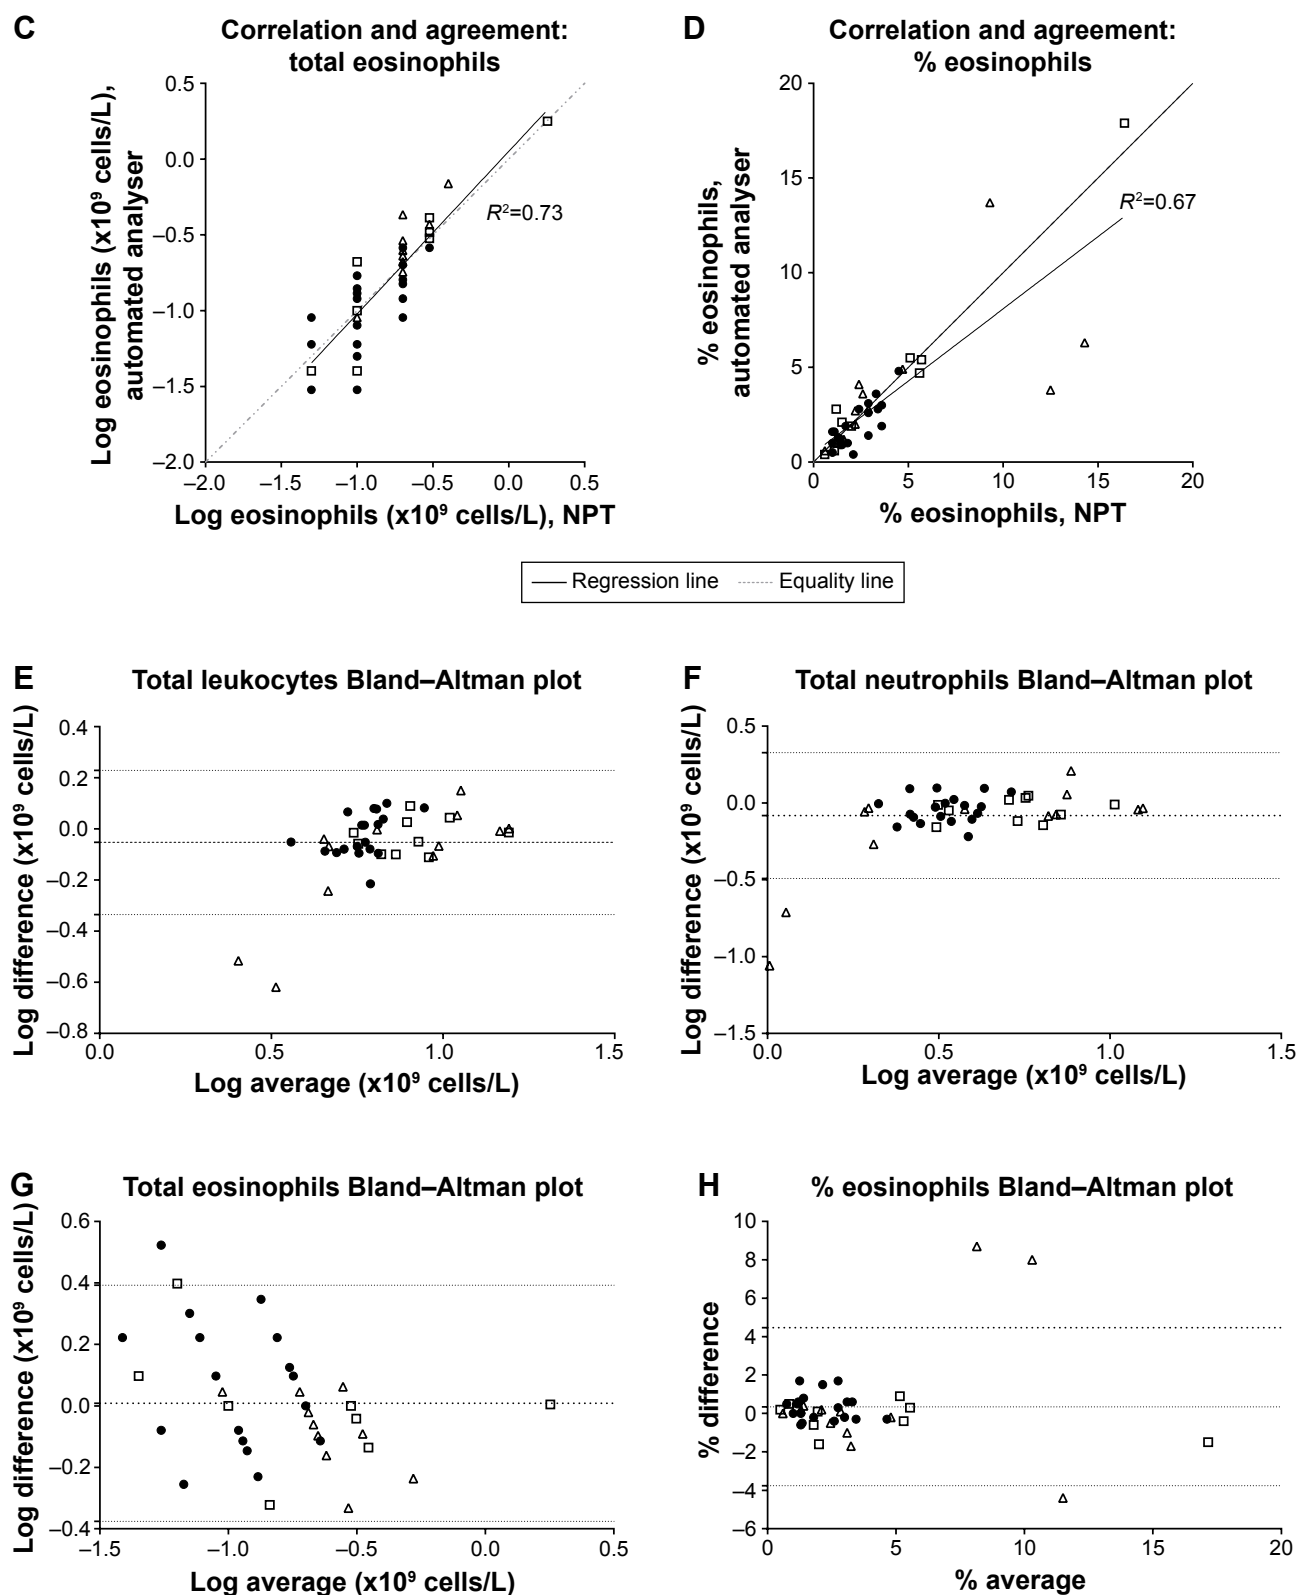 C
Correlation and agreement:
total eosinophils
Log eosinophils (x10⁹ cells/L),
automated analyser
0.5
0.0
–0.5
–1.0
–1.5
–2.0
R²=0.73
–2.0 –1.5 –1.0 –0.5 0.0 0.5
Log eosinophils (x10⁹ cells/L), NPT
D
Correlation and agreement:
% eosinophils
% eosinophils,
automated analyser
20
15
10
5
0
R²=0.67
0 5 10 15 20
% eosinophils, NPT
Regression line Equality line
E
Total leukocytes Bland–Altman plot
Log difference (x10⁹ cells/L)
0.4
0.2
0.0
–0.2
–0.4
–0.6
–0.8
0.0 0.5 1.0 1.5
Log average (x10⁹ cells/L)
F
Total neutrophils Bland–Altman plot
Log difference (x10⁹ cells/L)
0.5
0.0
–0.5
–1.0
–1.5
0.0 0.5 1.0 1.5
Log average (x10⁹ cells/L)
G
Total eosinophils Bland–Altman plot
Log difference (x10⁹ cells/L)
0.6
0.4
0.2
0.0
–0.2
–0.4
–1.5 –1.0 –0.5 0.0 0.5
Log average (x10⁹ cells/L)
H
% eosinophils Bland–Altman plot
% difference
10
8
6
4
2
0
–2
–4
–6
0 5 10 15 20
% average